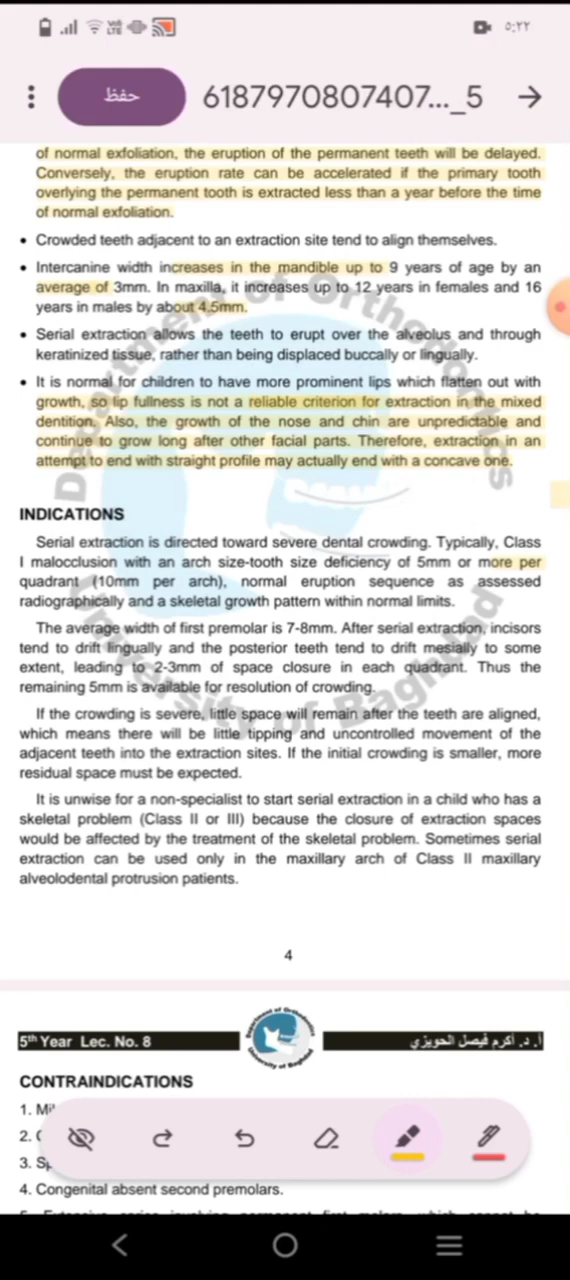 ٥:٢٢
حفظ
6187970807407..._5
of normal exfoliation, the eruption of the permanent teeth will be delayed.
Conversely, the eruption rate can be accelerated if the primary tooth
overlying the permanent tooth is extracted less than a year before the time
of normal exfoliation.
• Crowded teeth adjacent to an extraction site tend to align themselves.
• Intercanine width increases in the mandible up to 9 years of age by an
average of 3mm. In maxilla, it increases up to 12 years in females and 16
years in males by about 4.5mm.
• Serial extraction allows the teeth to erupt over the alveolus and through
keratinized tissue, rather than being displaced buccally or lingually.
• It is normal for children to have more prominent lips which flatten out with
growth, so lip fullness is not a reliable criterion for extraction in the mixed
dentition. Also, the growth of the nose and chin are unpredictable and
continue to grow long after other facial parts. Therefore, extraction in an
attempt to end with straight profile may actually end with a concave one.
INDICATIONS
Serial extraction is directed toward severe dental crowding. Typically, Class
I malocclusion with an arch size-tooth size deficiency of 5mm or more per
quadrant (10mm per arch), normal eruption sequence as assessed
radiographically and a skeletal growth pattern within normal limits.
The average width of first premolar is 7-8mm. After serial extraction, incisors
tend to drift lingually and the posterior teeth tend to drift mesially to some
extent, leading to 2-3mm of space closure in each quadrant. Thus the
remaining 5mm is available for resolution of crowding.
If the crowding is severe, little space will remain after the teeth are aligned,
which means there will be little tipping and uncontrolled movement of the
adjacent teeth into the extraction sites. If the initial crowding is smaller, more
residual space must be expected.
It is unwise for a non-specialist to start serial extraction in a child who has a
skeletal problem (Class II or III) because the closure of extraction spaces
would be affected by the treatment of the skeletal problem. Sometimes serial
extraction can be used only in the maxillary arch of Class II maxillary
alveolodental protrusion patients.
Department of Orthodontics
University of Baghdad
4
5th Year Lec. No. 8
Department of Orthodontics
University of Baghdad
أ. د. أكرم فيصل الحويزي
CONTRAINDICATIONS
1.
2.
3.
4. Congenital absent second premolars.